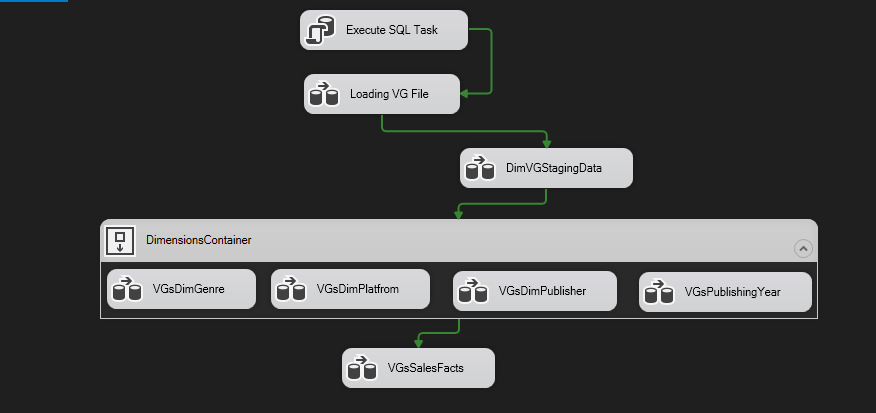 Execute SQL Task
Loading VG File
DimVGStagingData
DimensionsContainer
VGsDimGenre
VGsDimPlatfrom
VGsDimPublisher
VGsPublishingYear
VGsSalesFacts